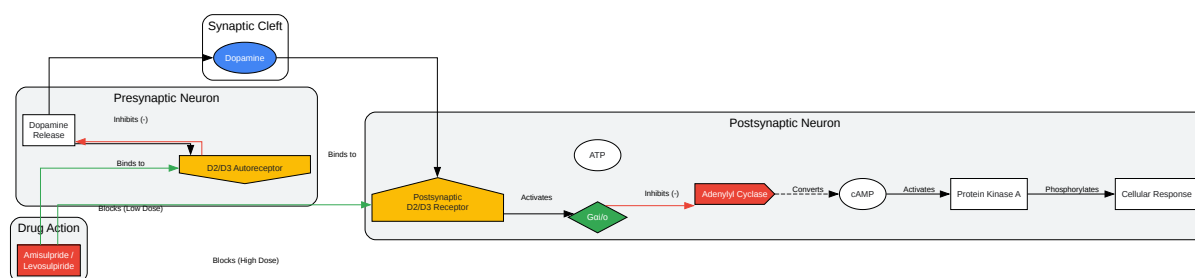 Synaptic Cleft
Dopamine
Presynaptic Neuron
Dopamine
Release
Inhibits (-)
Binds to
D2/D3 Autoreceptor
Blocks (Low Dose)
Drug Action
Amisulpride /
Levosulpiride
Blocks (High Dose)
Binds to
Postsynaptic Neuron
Postsynaptic
D2/D3 Receptor
Activates
ATP
Gαi/o
Inhibits (-)
Adenylyl Cyclase
Converts
cAMP
Activates
Protein Kinase A
Phosphorylates
Cellular Response